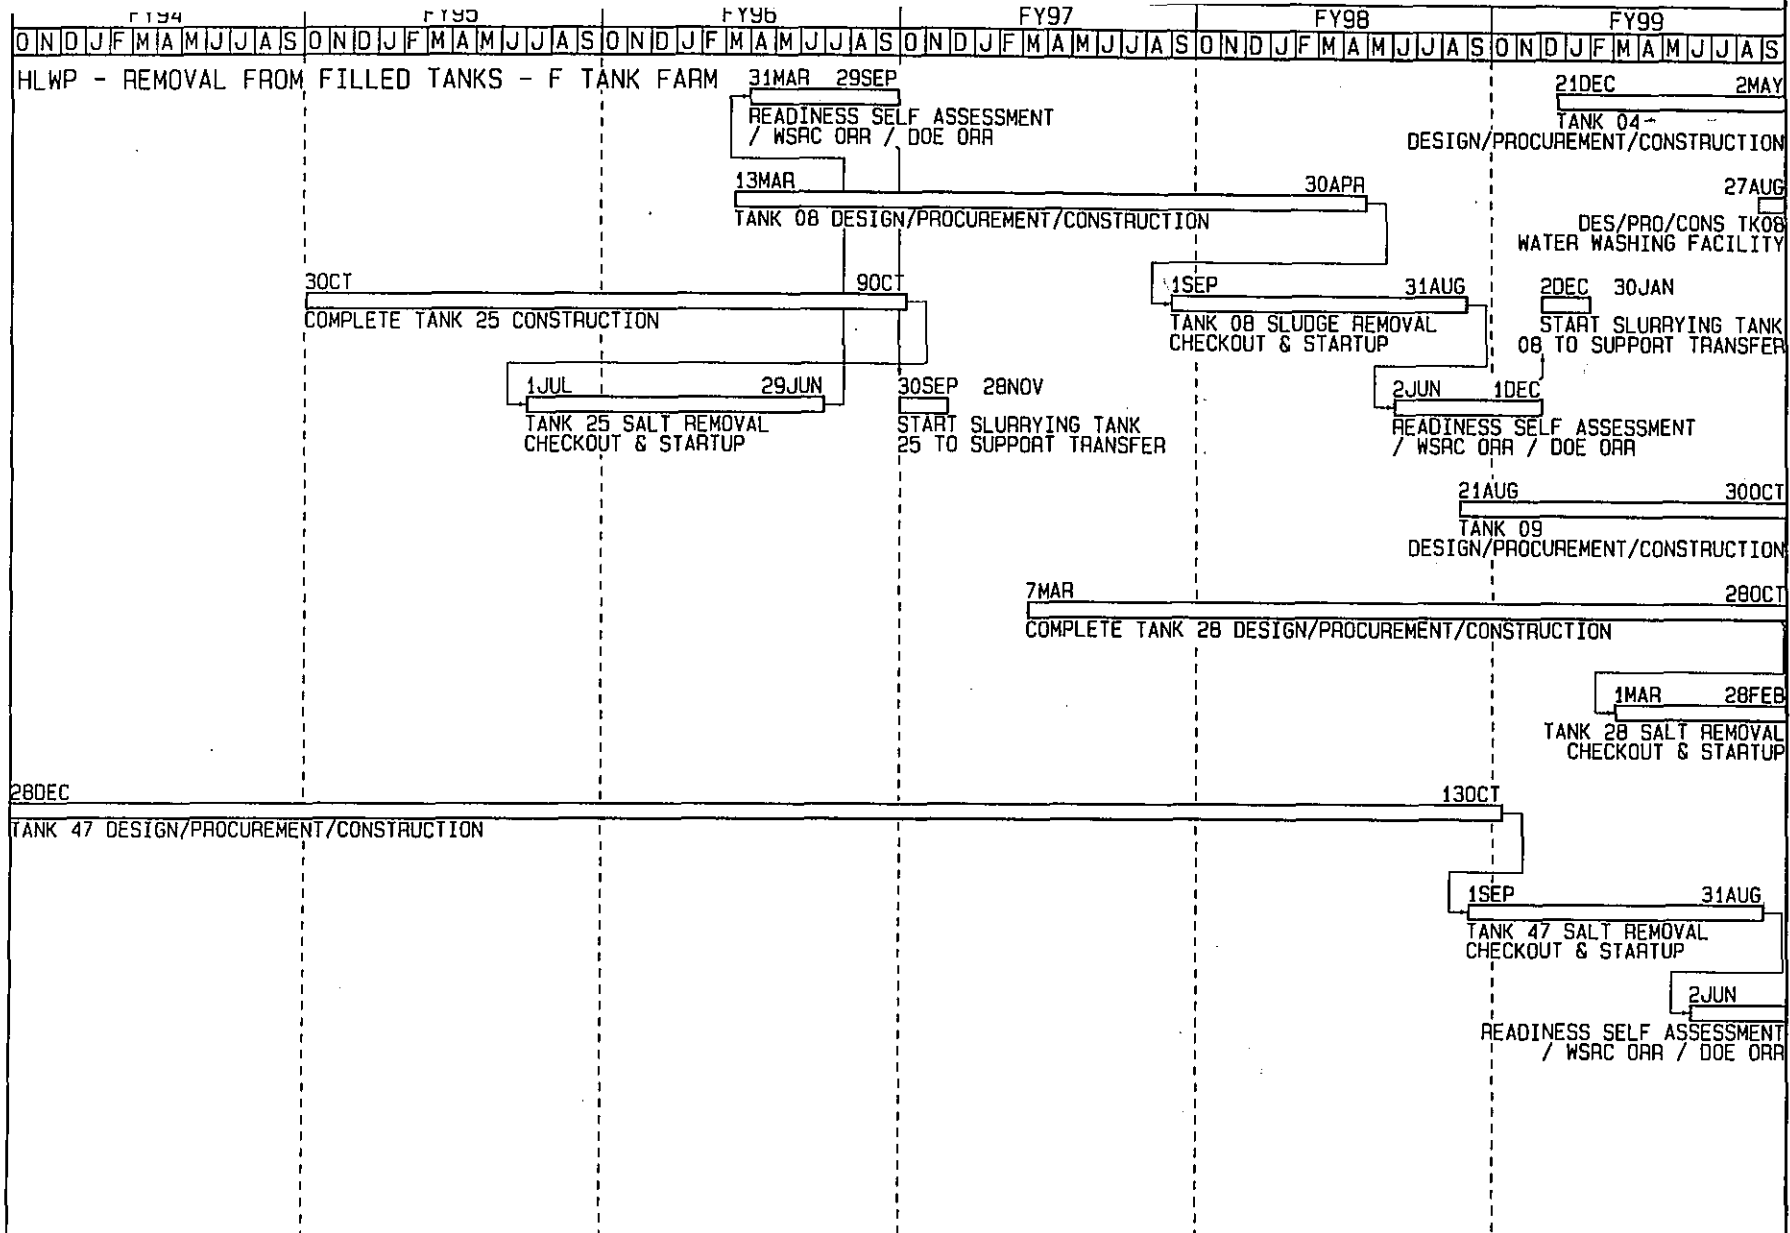 FY94 FY95 FY96 FY97 FY98 FY99
O N D J F M A M J J A S O N D J F M A M J J A S O N D J F M A M J J A S O N D J F M A M J J A S O N D J F M A M J J A S O N D J F M A M J J A S
HLWP - REMOVAL FROM FILLED TANKS - F TANK FARM
31MAR 29SEP
READINESS SELF ASSESSMENT
/ WSRC ORR / DOE ORR
21DEC 2MAY
TANK 04
DESIGN/PROCUREMENT/CONSTRUCTION
13MAR 30APR
TANK 08 DESIGN/PROCUREMENT/CONSTRUCTION
27AUG
DES/PRO/CONS TK08
WATER WASHING FACILITY
3OCT 9OCT
COMPLETE TANK 25 CONSTRUCTION
1SEP 31AUG
TANK 08 SLUDGE REMOVAL
CHECKOUT & STARTUP
2DEC 30JAN
START SLURRYING TANK
08 TO SUPPORT TRANSFER
1JUL 29JUN
TANK 25 SALT REMOVAL
CHECKOUT & STARTUP
30SEP 28NOV
START SLURRYING TANK
25 TO SUPPORT TRANSFER
2JUN 1DEC
READINESS SELF ASSESSMENT
/ WSRC ORR / DOE ORR
21AUG 30OCT
TANK 09
DESIGN/PROCUREMENT/CONSTRUCTION
7MAR 28OCT
COMPLETE TANK 28 DESIGN/PROCUREMENT/CONSTRUCTION
1MAR 28FEB
TANK 28 SALT REMOVAL
CHECKOUT & STARTUP
28DEC 13OCT
TANK 47 DESIGN/PROCUREMENT/CONSTRUCTION
1SEP 31AUG
TANK 47 SALT REMOVAL
CHECKOUT & STARTUP
2JUN
READINESS SELF ASSESSMENT
/ WSRC ORR / DOE ORR